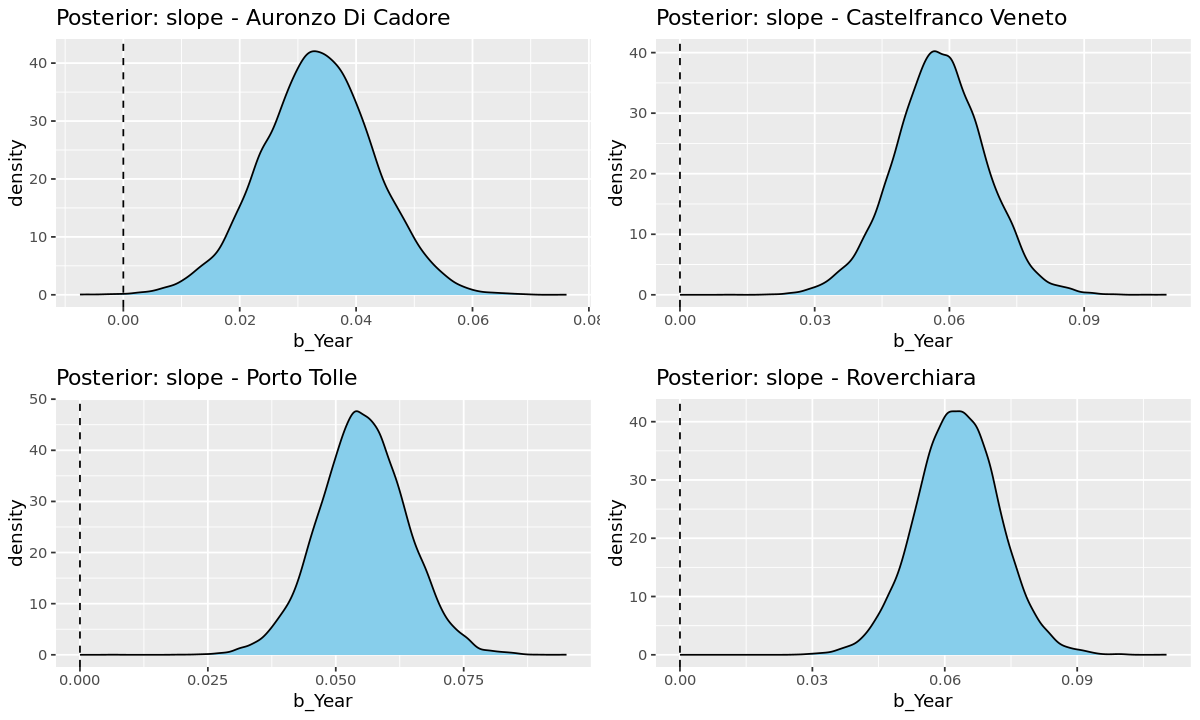 Posterior: slope - Auronzo Di Cadore
density
40
30
20
10
0
0.00 0.02 0.04 0.06 0.08
b_Year
Posterior: slope - Castelfranco Veneto
density
40
30
20
10
0
0.00 0.03 0.06 0.09
b_Year
Posterior: slope - Porto Tolle
density
50
40
30
20
10
0
0.000 0.025 0.050 0.075
b_Year
Posterior: slope - Roverchiara
density
40
30
20
10
0
0.00 0.03 0.06 0.09
b_Year